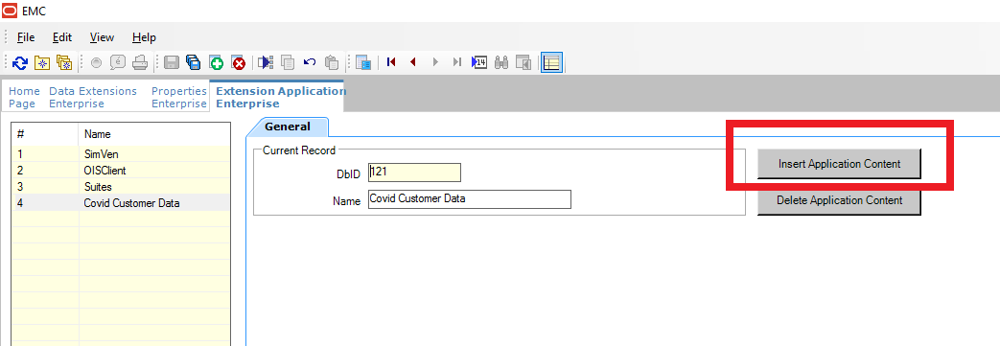 EMC
File Edit View Help
14
Home Page
Data Extensions Enterprise
Properties Enterprise
Extension Application Enterprise
# Name
1 SimVen
2 OISClient
3 Suites
4 Covid Customer Data
General
Current Record
DbID 121
Name Covid Customer Data
Insert Application Content
Delete Application Content